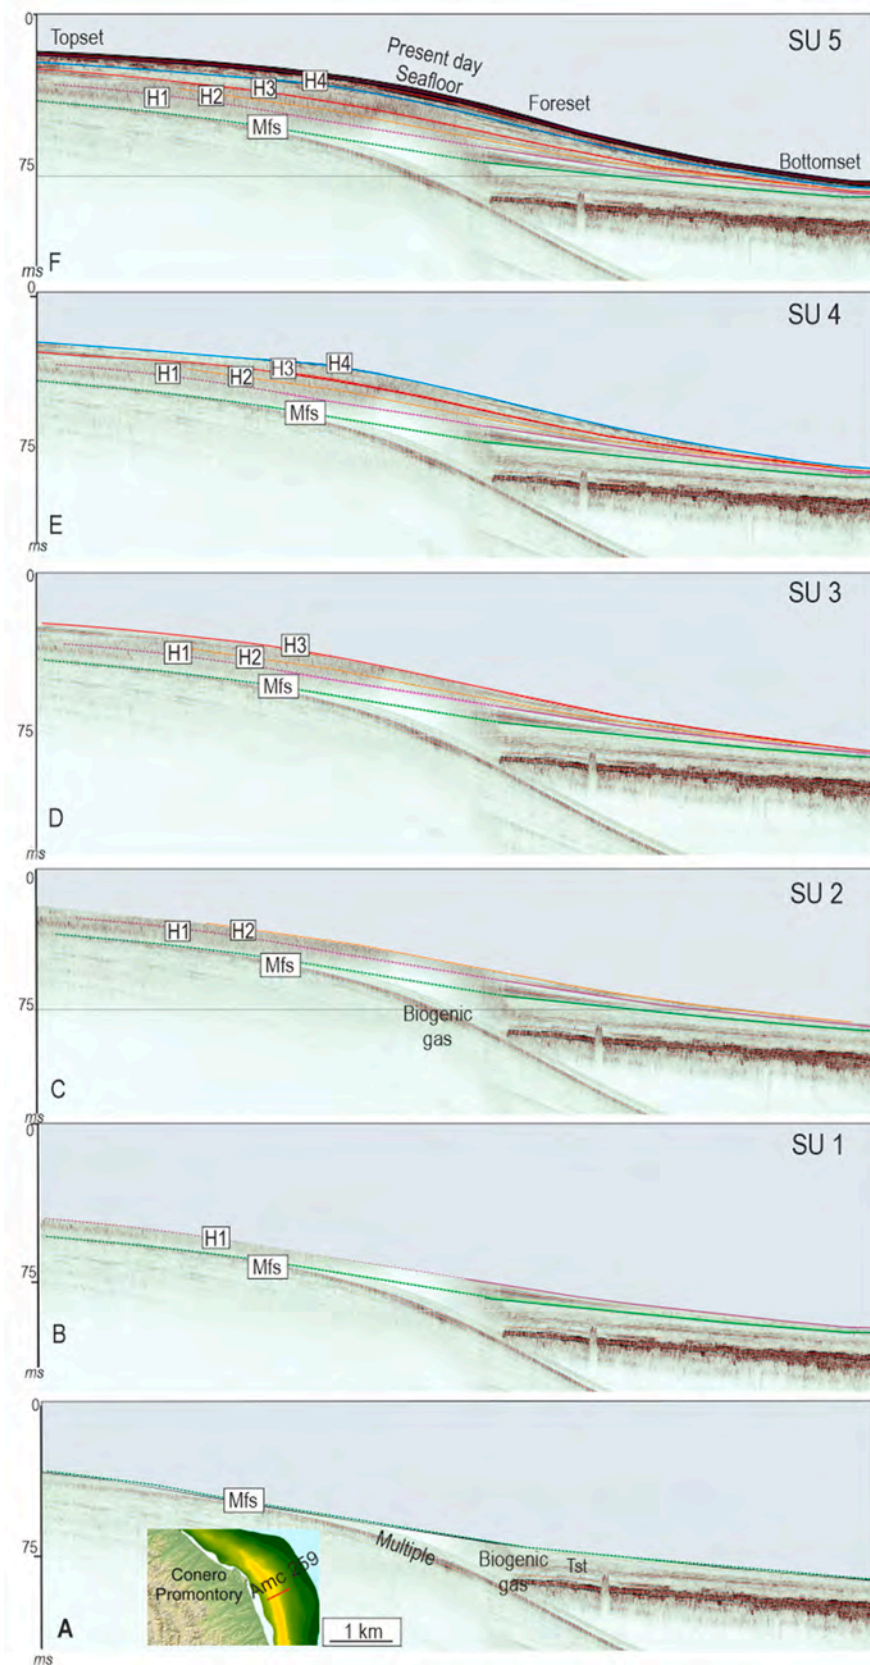 0
SU 5
Topset
Present day
Seafloor
H4
H3
H2
H1
Foreset
Mfs
Bottomset
75
F
ms
0
SU 4
H4
H3
H1
H2
Mfs
75
E
ms
0
SU 3
H3
H1
H2
Mfs
75
D
ms
0
SU 2
H1
H2
Mfs
75
Biogenic
gas
C
ms
0
SU 1
H1
Mfs
75
B
ms
0
Mfs
75
Multiple
Biogenic
gas
Tst
Conero
Promontory
Amc 259
A
1 km
ms